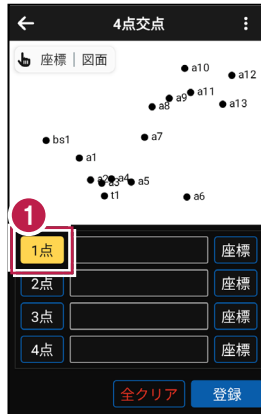 4点交点
座標 | 図面
a10
a12
a9 a11
a8 a13
bs1
a7
a1
a2 a3 a4 a5
t1
a6
1
1点 座標
2点 座標
3点 座標
4点 座標
全クリア 登録